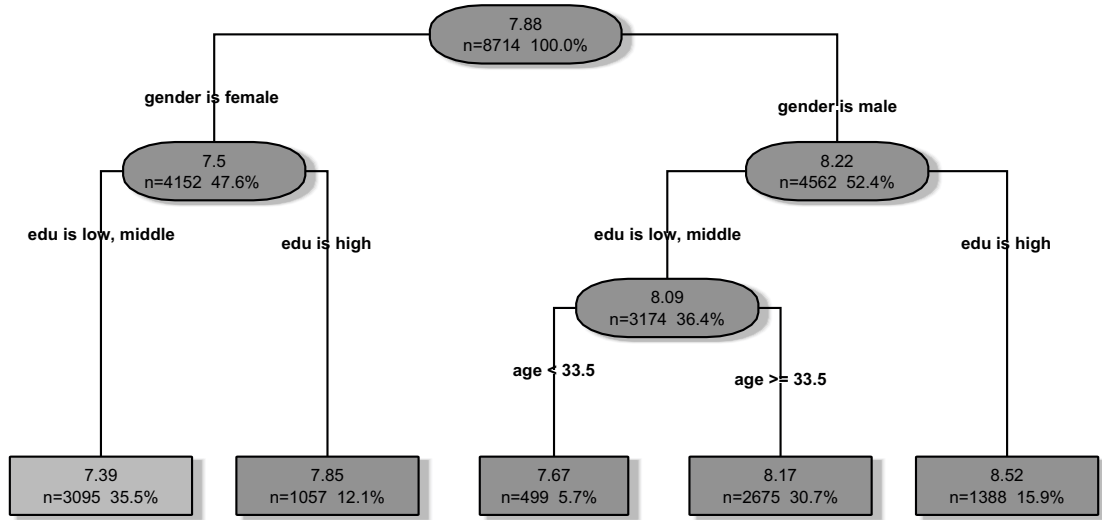 7.88
n=8714 100.0%
gender is female
gender is male
7.5
n=4152 47.6%
8.22
n=4562 52.4%
edu is low, middle
edu is high
edu is low, middle
edu is high
8.09
n=3174 36.4%
age < 33.5
age >= 33.5
7.39
n=3095 35.5%
7.85
n=1057 12.1%
7.67
n=499 5.7%
8.17
n=2675 30.7%
8.52
n=1388 15.9%